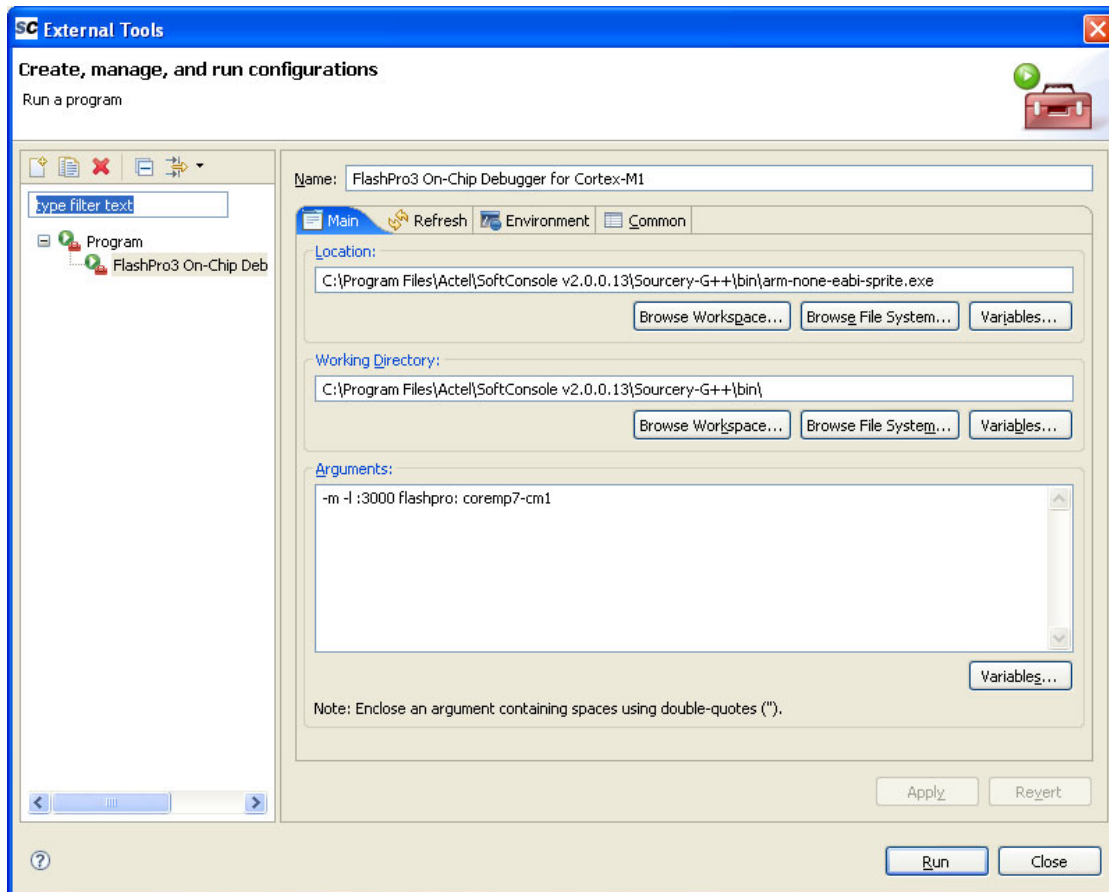 SC External Tools
Create, manage, and run configurations
Run a program
type filter text
Program
FlashPro3 On-Chip Deb
Name: FlashPro3 On-Chip Debugger for Cortex-M1
Main Refresh Environment Common
Location:
C:\Program Files\Actel\SoftConsole v2.0.0.13\Sourcery-G++\bin\arm-none-eabi-sprite.exe
Browse Workspace... Browse File System... Variables...
Working Directory:
C:\Program Files\Actel\SoftConsole v2.0.0.13\Sourcery-G++\bin\
Browse Workspace... Browse File System... Variables...
Arguments:
-m -l :3000 flashpro: coremp7-cm1
Variables...
Note: Enclose an argument containing spaces using double-quotes (").
Apply Revert
? Run Close